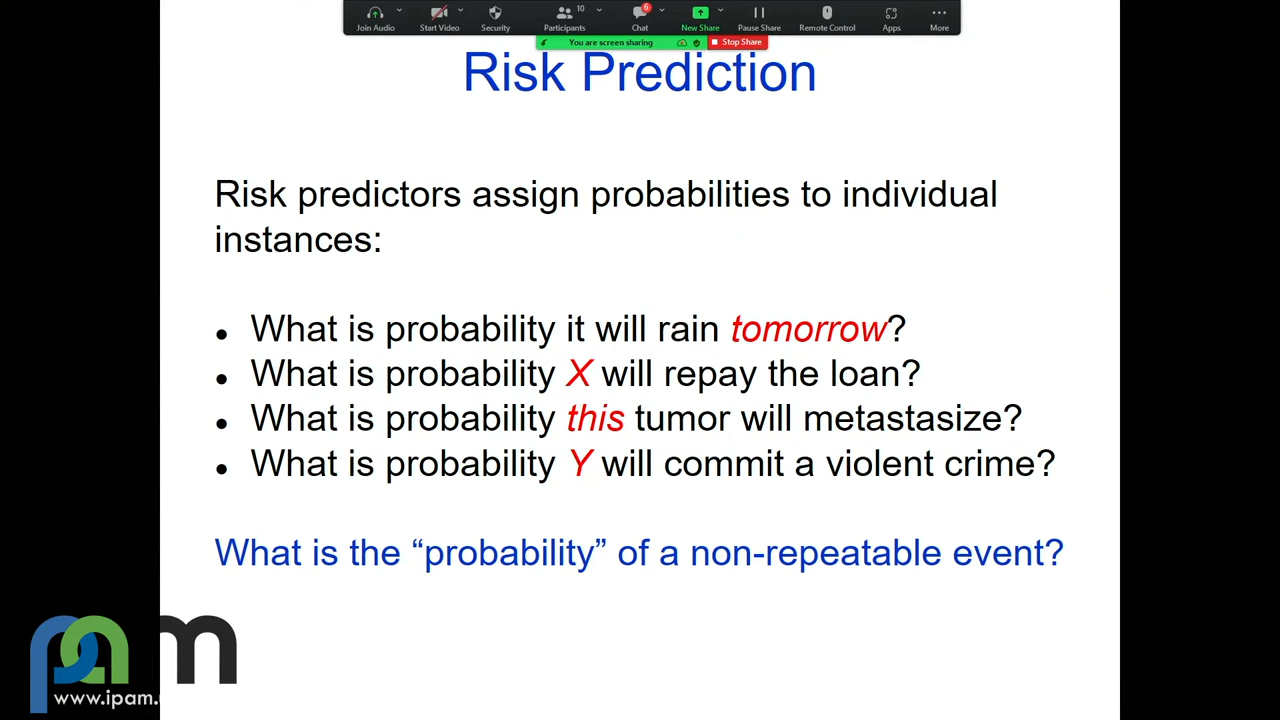 10
6
Join Audio
Start Video
Security
Participants
Chat
New Share
Pause Share
Remote Control
Apps
More
You are screen sharing
Stop Share
Risk Prediction
Risk predictors assign probabilities to individual
instances:
• What is probability it will rain tomorrow?
• What is probability X will repay the loan?
• What is probability this tumor will metastasize?
• What is probability Y will commit a violent crime?
What is the “probability” of a non-repeatable event?
ipam
www.ipam.u